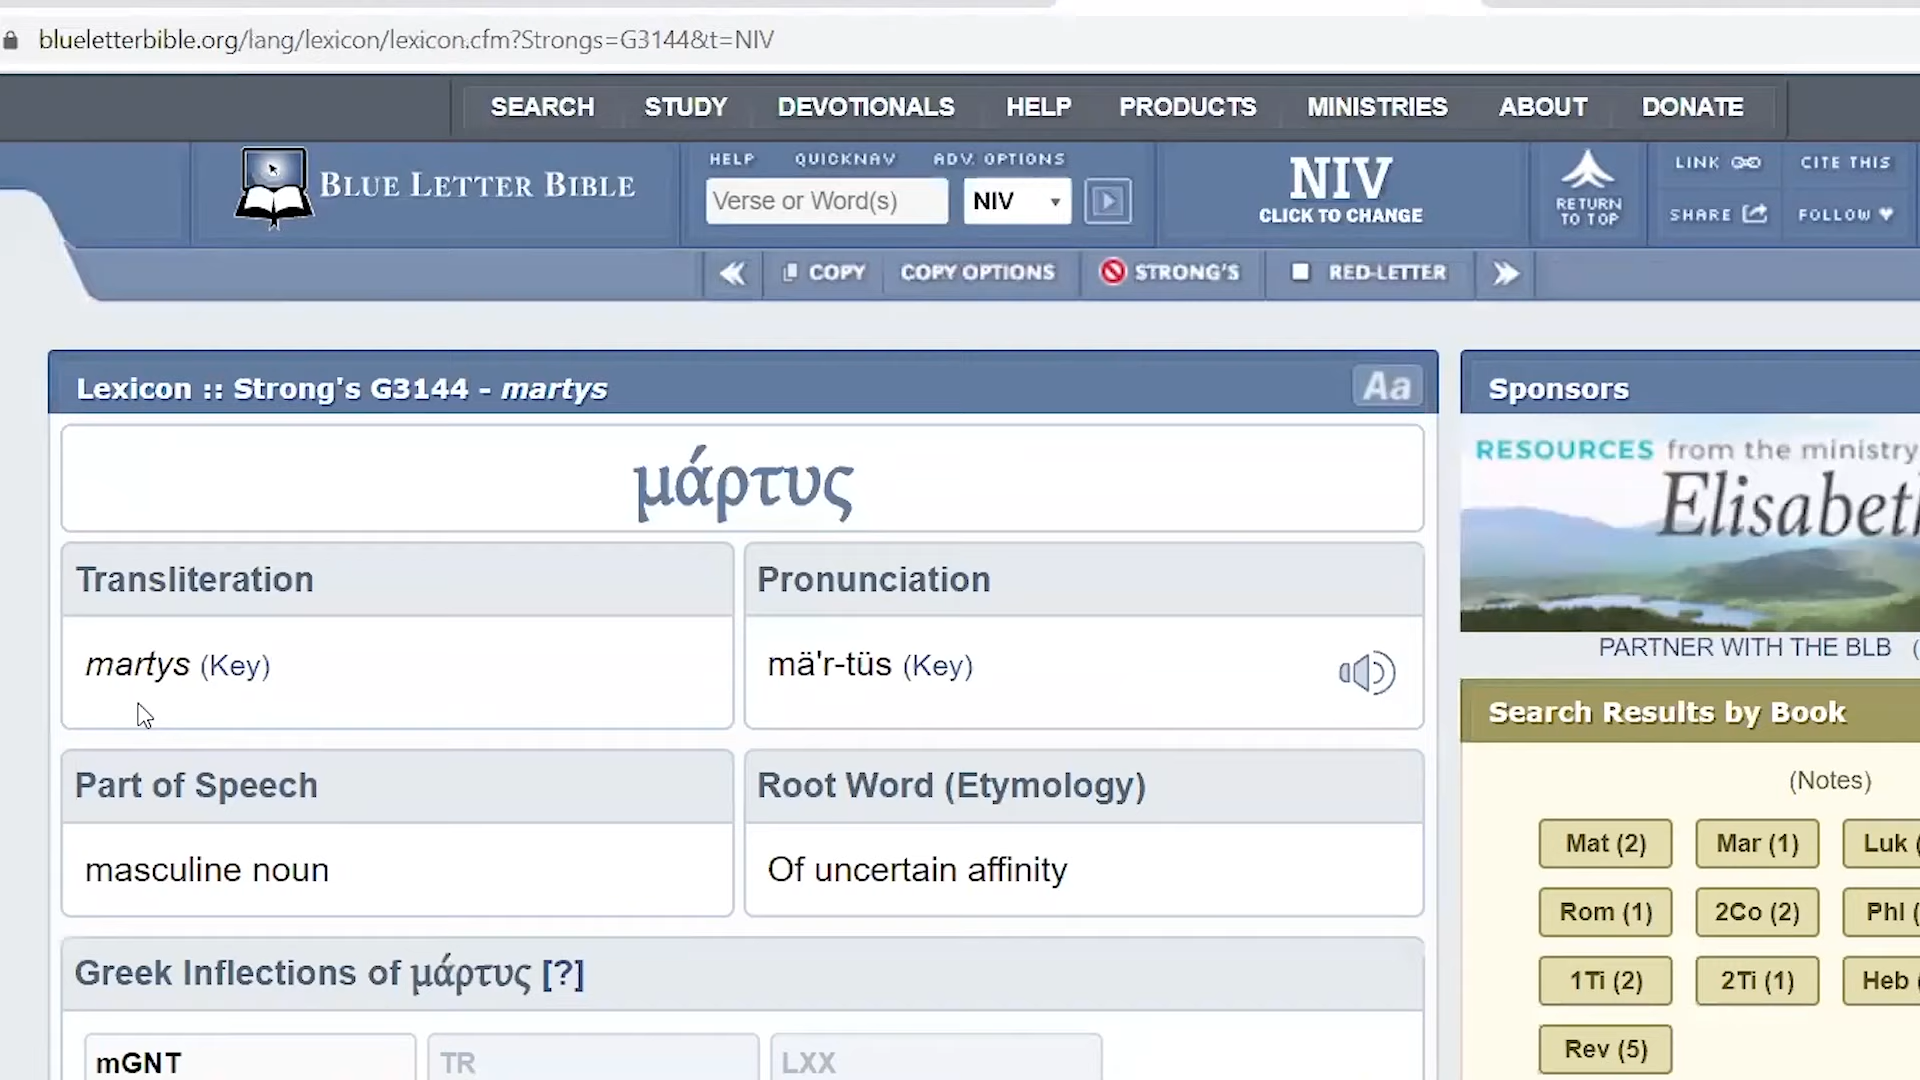 blueletterbible.org/lang/lexicon/lexicon.cfm?Strongs=G3144&t=NIV
SEARCH STUDY DEVOTIONALS HELP PRODUCTS MINISTRIES ABOUT DONATE
BLUE LETTER BIBLE
HELP QUICKNAV ADV. OPTIONS
Verse or Word(s) NIV
NIV
CLICK TO CHANGE
RETURN
TO TOP
LINK CITE THIS
SHARE FOLLOW
COPY COPY OPTIONS STRONG'S RED-LETTER
Lexicon :: Strong's G3144 - martys Aa
μάρτυς
Transliteration
martys (Key)
Pronunciation
mä'r-tüs (Key)
Part of Speech
masculine noun
Root Word (Etymology)
Of uncertain affinity
Greek Inflections of μάρτυς [?]
mGNT TR LXX
Sponsors
RESOURCES from the ministry
Elisabeth
PARTNER WITH THE BLB (
Search Results by Book
(Notes)
Mat (2) Mar (1) Luk (
Rom (1) 2Co (2) Phl (
1Ti (2) 2Ti (1) Heb (
Rev (5)